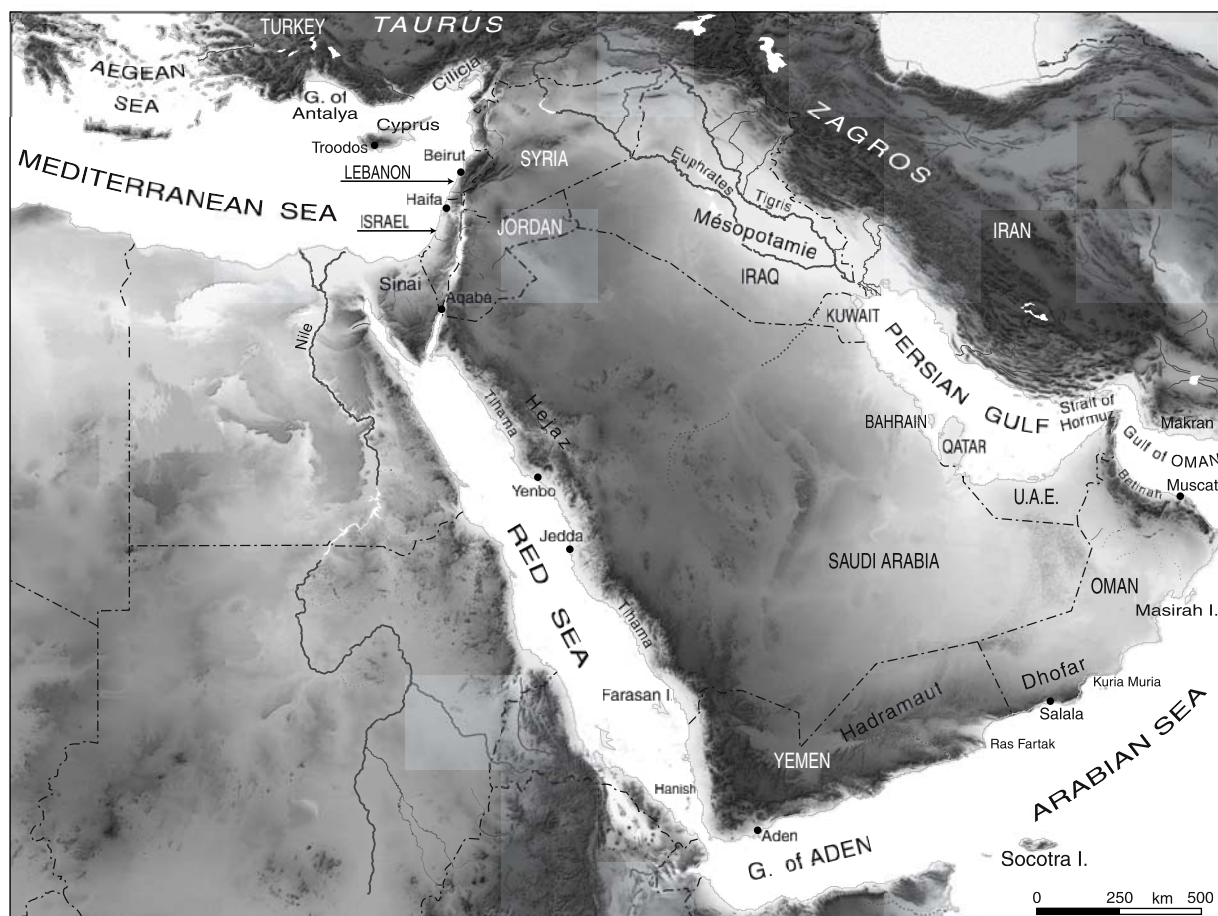 TURKEY
TAURUS
AEGEAN
SEA
G. of
Antalya
Cilicia
Cyprus
Troodos
Beirut
LEBANON
SYRIA
MEDITERRANEAN SEA
Haifa
ISRAEL
JORDAN
Euphrates
Tigris
Mésopotamie
IRAQ
ZAGROS
IRAN
Sinai
Aqaba
Nile
KUWAIT
PERSIAN GULF
Strait of
Hormuz
Makran
Gulf of OMAN
Tihama
Hejaz
BAHRAIN
QATAR
Batinah
Muscat
U.A.E.
Yenbo
Jedda
RED SEA
SAUDI ARABIA
OMAN
Masirah I.
Tihama
Farasan I.
Hadramaut
Dhofar
Kuria Muria
Salala
Ras Fartak
YEMEN
ARABIAN SEA
Hanish
Aden
G. of ADEN
Socotra I.
0 250 km 500